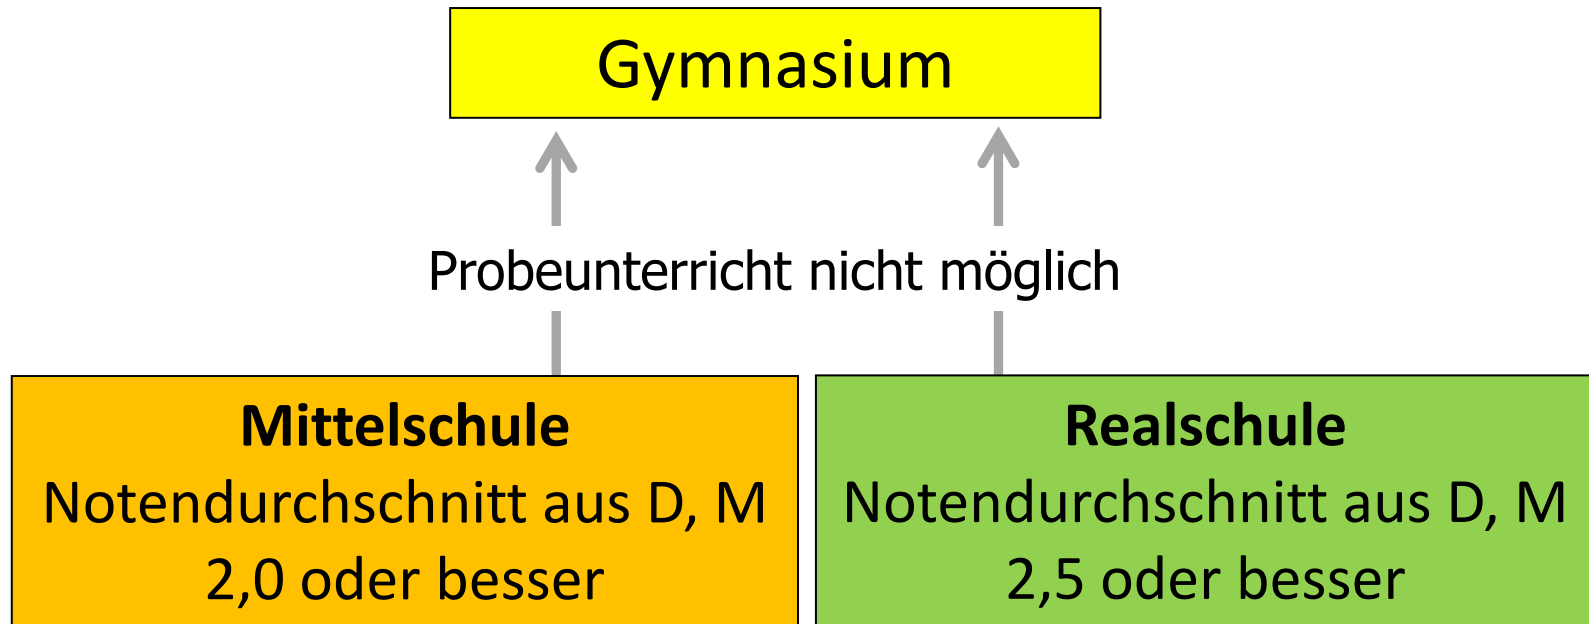 Gymnasium
Probeunterricht nicht möglich
Mittelschule
Notendurchschnitt aus D, M
2,0 oder besser
Realschule
Notendurchschnitt aus D, M
2,5 oder besser